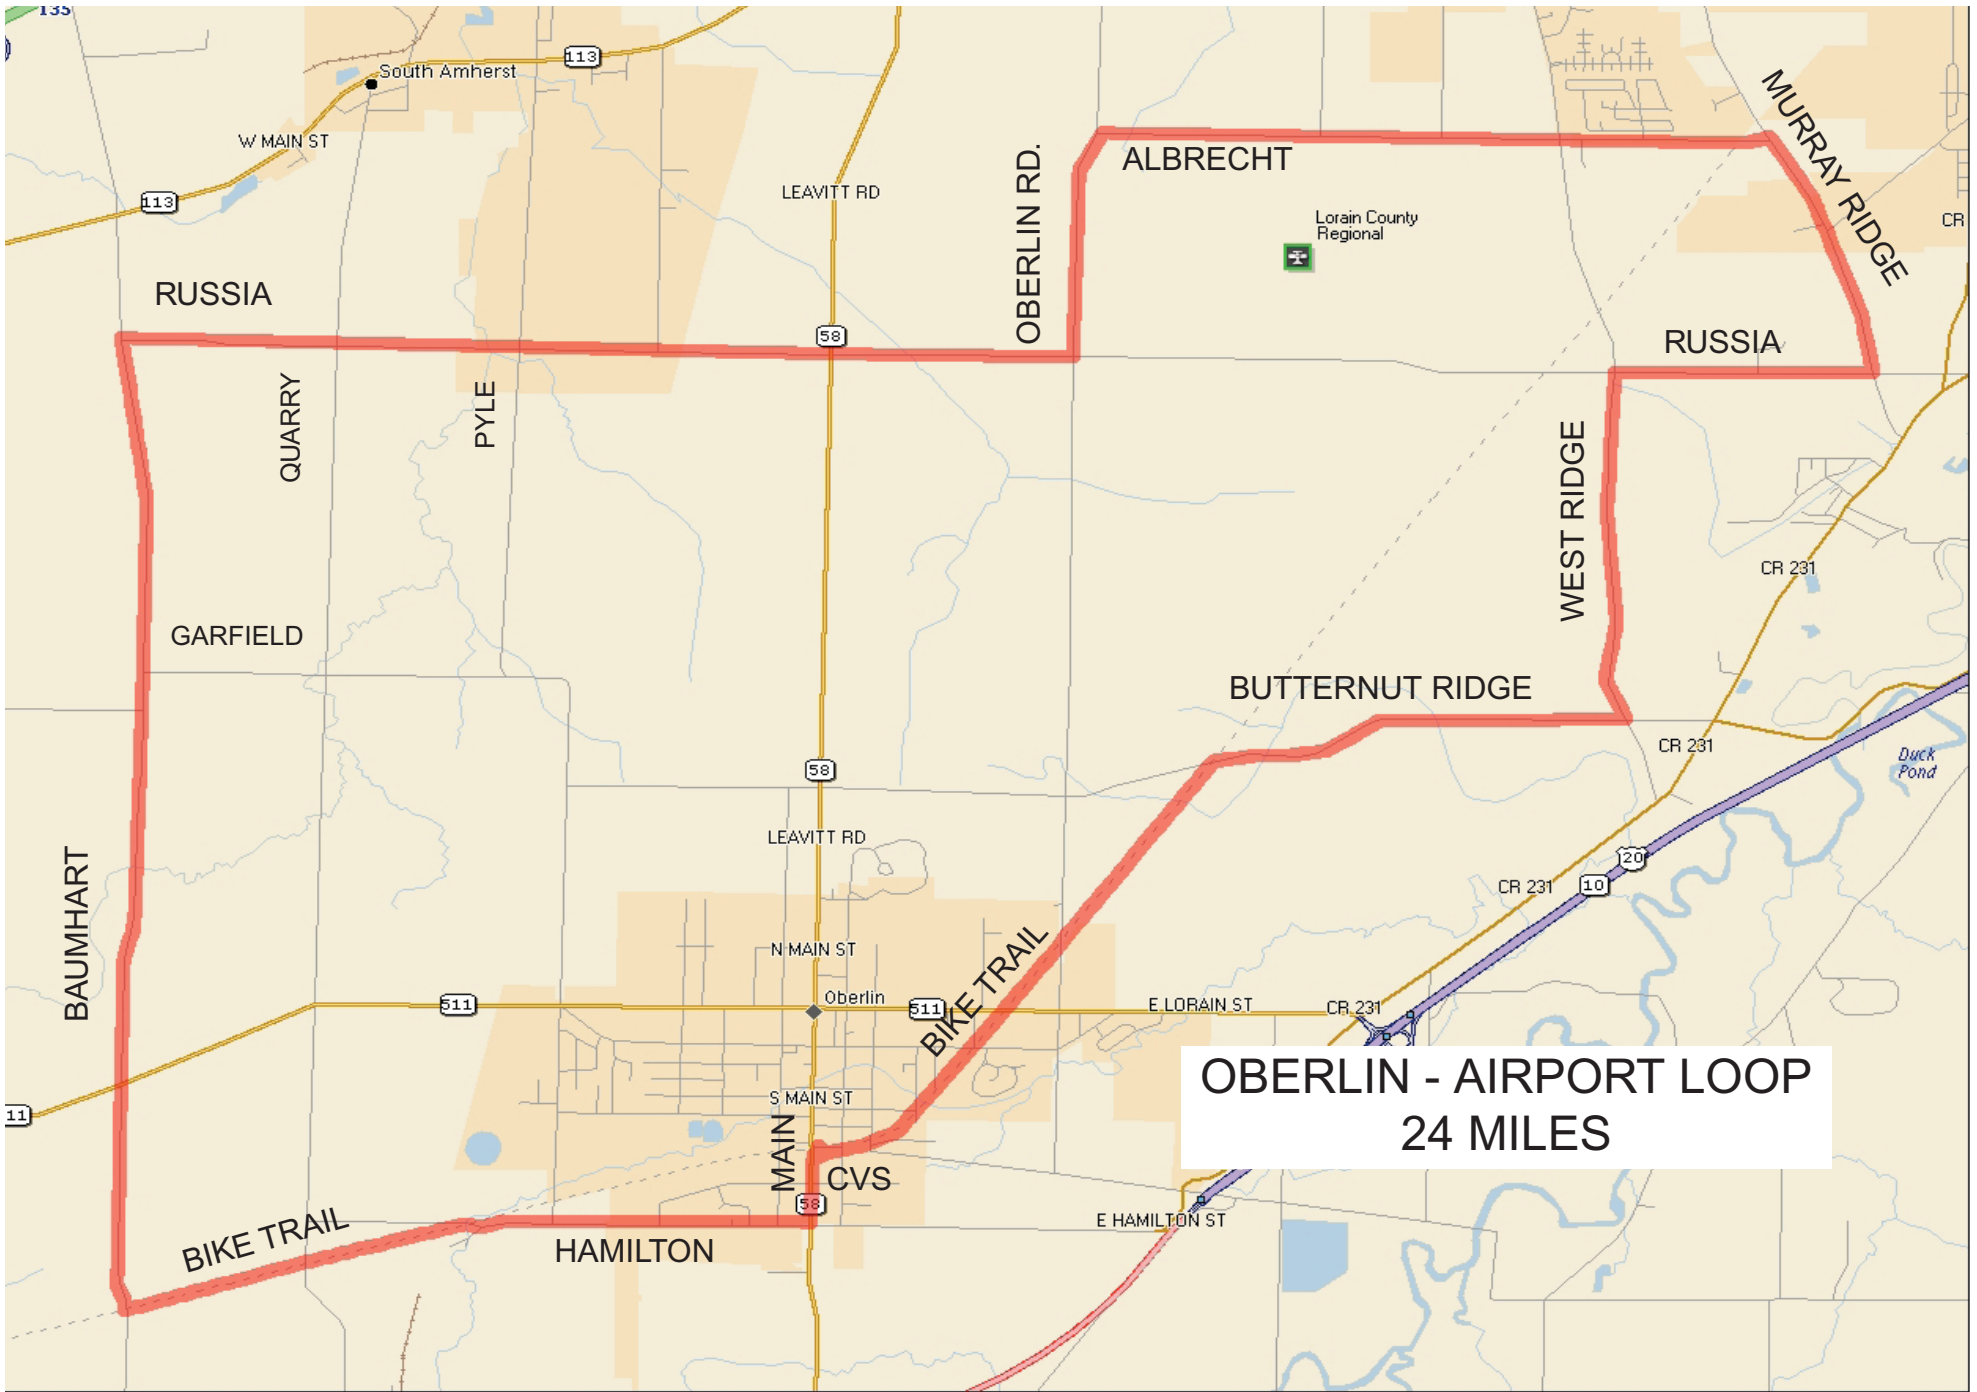 135
113
South Amherst
W MAIN ST
113
MURRAY RIDGE
ALBRECHT
OBERLIN RD.
LEAVITT RD
Lorain County
Regional
CR
RUSSIA
58
RUSSIA
QUARRY
PYLE
WEST RIDGE
CR 231
GARFIELD
BUTTERNUT RIDGE
CR 231
Duck
Pond
58
LEAVITT RD
BAUMHART
20
10
CR 231
N MAIN ST
BIKE TRAIL
Oberlin
511
511
E LORAIN ST
CR 231
11
S MAIN ST
MAIN
CVS
58
OBERLIN - AIRPORT LOOP
24 MILES
BIKE TRAIL
HAMILTON
E HAMILTON ST